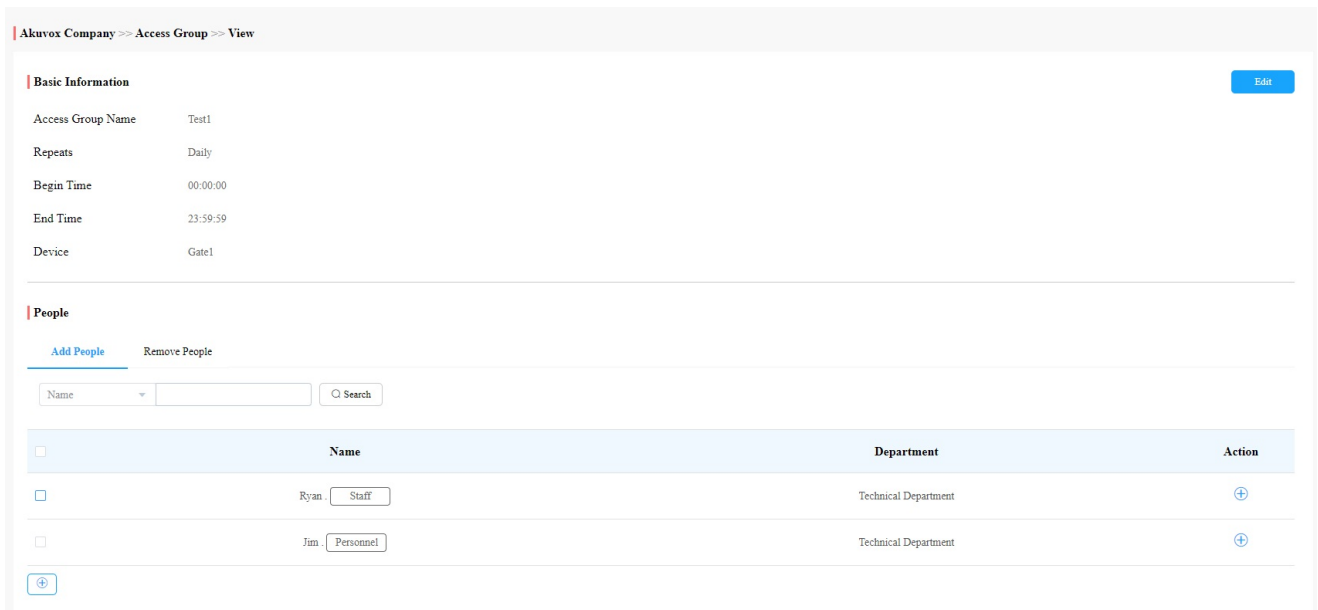 Akuvox Company >> Access Group >> View
Basic Information
Edit
Access Group Name Test1
Repeats Daily
Begin Time 00:00:00
End Time 23:59:59
Device Gate1
People
Add People Remove People
Name Search
Name Department Action
Ryan . Staff Technical Department
Jim . Personnel Technical Department